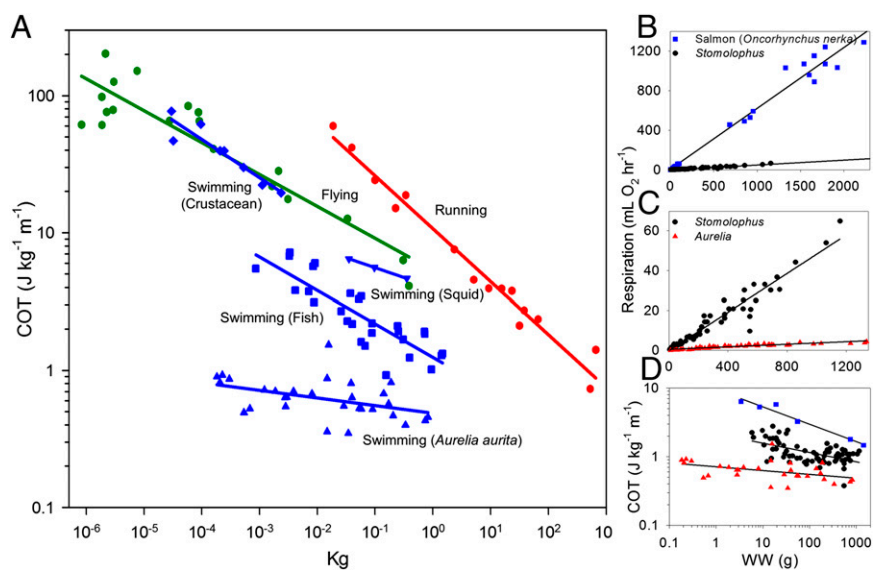 A
COT (J kg⁻¹ m⁻¹)
100
10
1
0.1
Swimming
(Crustacean)
Flying
Running
Swimming (Squid)
Swimming (Fish)
Swimming (Aurelia aurita)
10⁻⁶ 10⁻⁵ 10⁻⁴ 10⁻³ 10⁻² 10⁻¹ 10⁰ 10¹ 10² 10
Kg
B
Salmon (Oncorhynchus nerka)
Stomolophus
1200
800
400
0
0 500 1000 1500 2000
Respiration (mL O₂ hr⁻¹)
C
Stomolophus
Aurelia
60
40
20
0
0 400 800 1200
D
COT (J kg⁻¹ m⁻¹)
10
1
0.1
0.1 1 10 100 1000
WW (g)